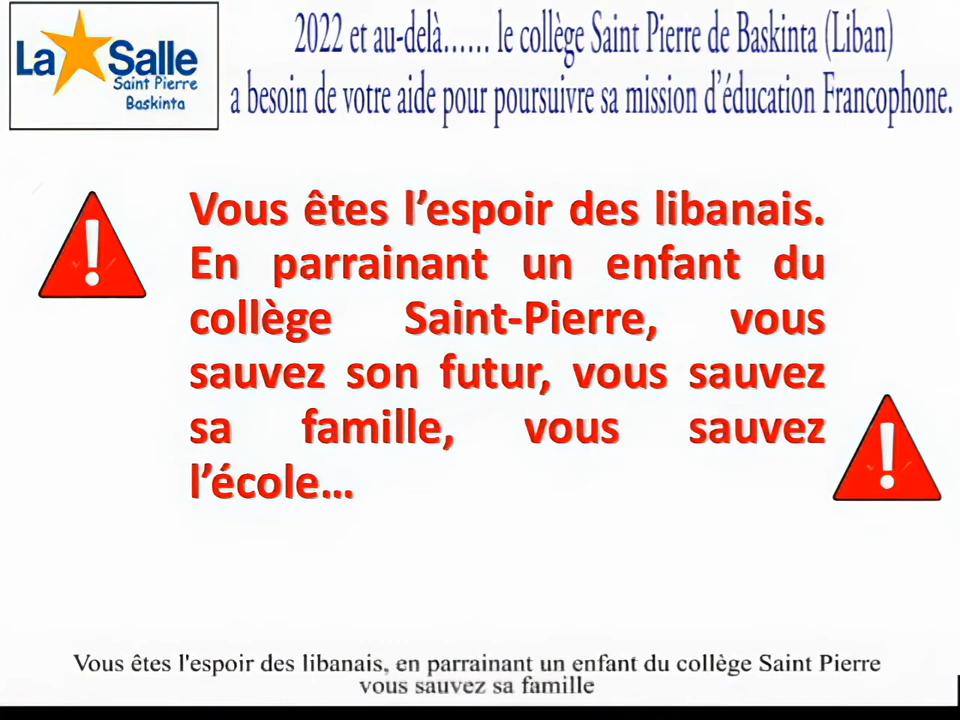 La Salle
Saint Pierre
Baskinta
2022 et au-delà...... le collège Saint Pierre de Baskinta (Liban)
a besoin de votre aide pour poursuivre sa mission d’éducation Francophone.
Vous êtes l’espoir des libanais.
En parrainant un enfant du
collège Saint-Pierre, vous
sauvez son futur, vous sauvez
sa famille, vous sauvez
l’école…
Vous êtes l'espoir des libanais, en parrainant un enfant du collège Saint Pierre
vous sauvez sa famille